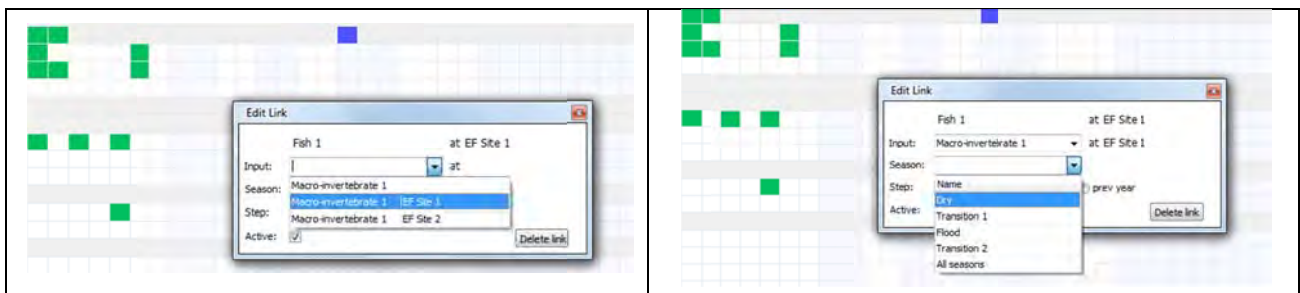 Edit Link
Fish 1 at EF Site 1
Input: at
Season: Macro-invertebrate 1
Macro-invertebrate 1 EF Site 1
Step: Macro-invertebrate 1 EF Site 2
Active: Delete link
Edit Link
Fish 1 at EF Site 1
Input: Macro-invertebrate 1 at EF Site 1
Season:
Step: Name prev year
Dry
Active: Transition 1 Delete link
Flood
Transition 2
All seasons